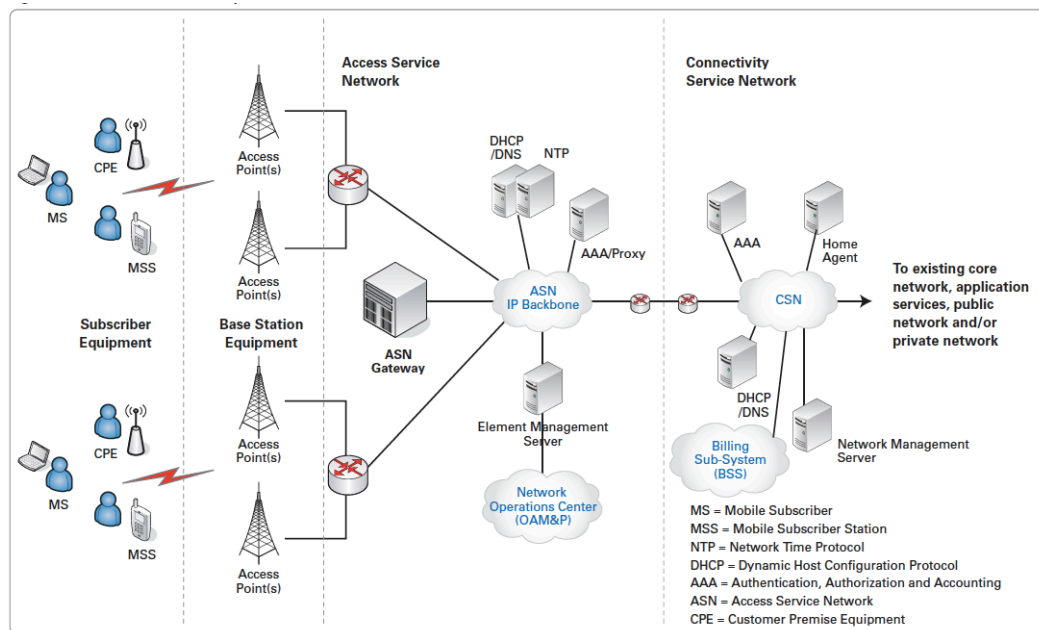 Access Service
Network
Connectivity
Service Network
CPE
MS
MSS
Access
Point(s)
Access
Point(s)
DHCP
/DNS
NTP
AAA/Proxy
ASN
IP Backbone
ASN
Gateway
AAA
Home
Agent
CSN
To existing core
network, application
services, public
network and/or
private network
Subscriber
Equipment
Base Station
Equipment
CPE
MS
MSS
Access
Point(s)
Access
Point(s)
Element Management
Server
Network
Operations Center
(OAM&P)
DHCP
/DNS
Billing
Sub-System
(BSS)
Network Management
Server
MS = Mobile Subscriber
MSS = Mobile Subscriber Station
NTP = Network Time Protocol
DHCP = Dynamic Host Configuration Protocol
AAA = Authentication, Authorization and Accounting
ASN = Access Service Network
CPE = Customer Premise Equipment